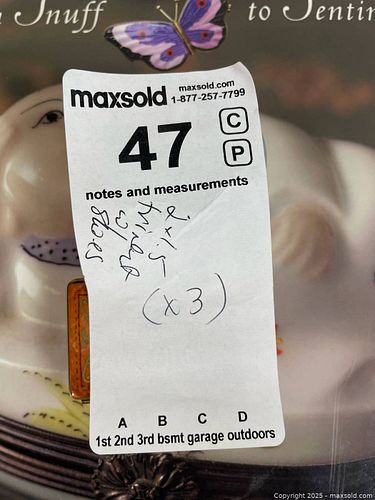 Snuff
to Sentim
maxsold
maxsold.com
1-877-257-7799
47
C
P
notes and measurements
(x3)
A B C D
1st 2nd 3rd bsmt garage outdoors
Copyright 2025 - maxsold.com